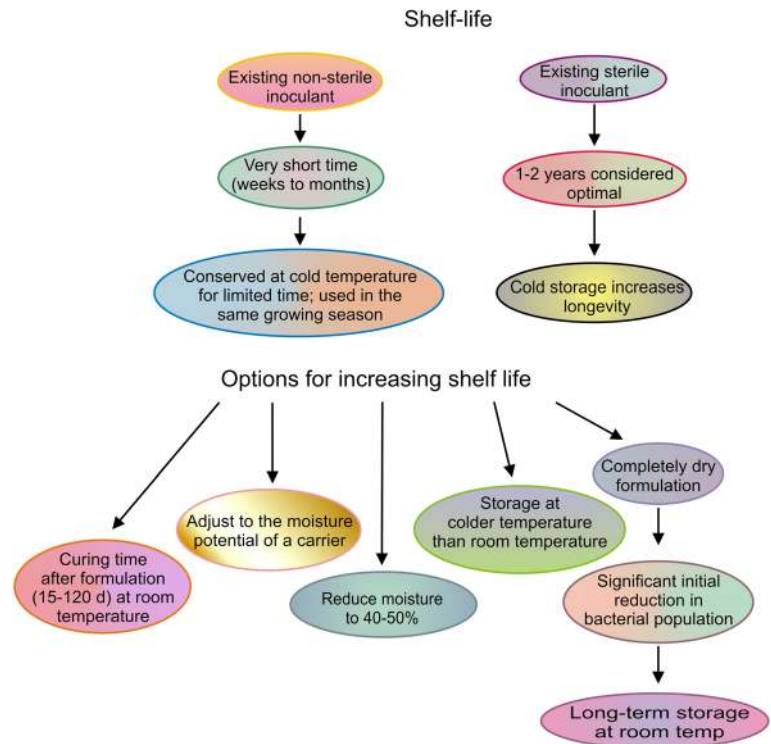 Shelf-life
Existing non-sterile
inoculant
Existing sterile
inoculant
Very short time
(weeks to months)
1-2 years considered
optimal
Conserved at cold temperature
for limited time; used in the
same growing season
Cold storage increases
longevity
Options for increasing shelf life
Curing time
after formulation
(15-120 d) at room
temperature
Adjust to the moisture
potential of a carrier
Reduce moisture
to 40-50%
Storage at
colder temperature
than room temperature
Completely dry
formulation
Significant initial
reduction in
bacterial population
Long-term storage
at room temp